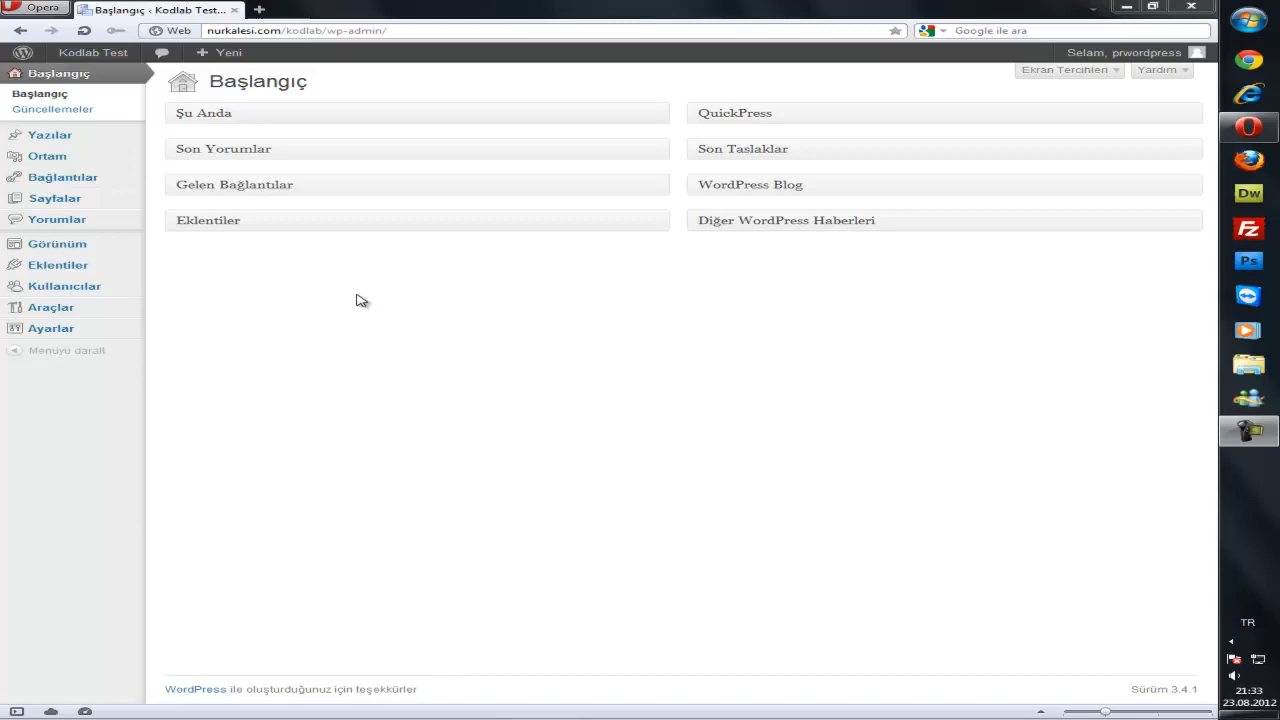 Opera
Başlangıç ‹ Kodlab Test...
Web
nurkalesi.com/kodlab/wp-admin/
Google ile ara
Kodlab Test
Yeni
Selam, prwordpress
Başlangıç
Başlangıç
Güncellemeler
Yazılar
Ortam
Bağlantılar
Sayfalar
Yorumlar
Görünüm
Eklentiler
Kullanıcılar
Araçlar
Ayarlar
Menüyü daralt
Başlangıç
Ekran Tercihleri
Yardım
Şu Anda
QuickPress
Son Yorumlar
Son Taslaklar
Gelen Bağlantılar
WordPress Blog
Eklentiler
Diğer WordPress Haberleri
WordPress ile oluşturduğunuz için teşekkürler
Sürüm 3.4.1
Dw
Fz
Ps
TR
21:33
23.08.2012